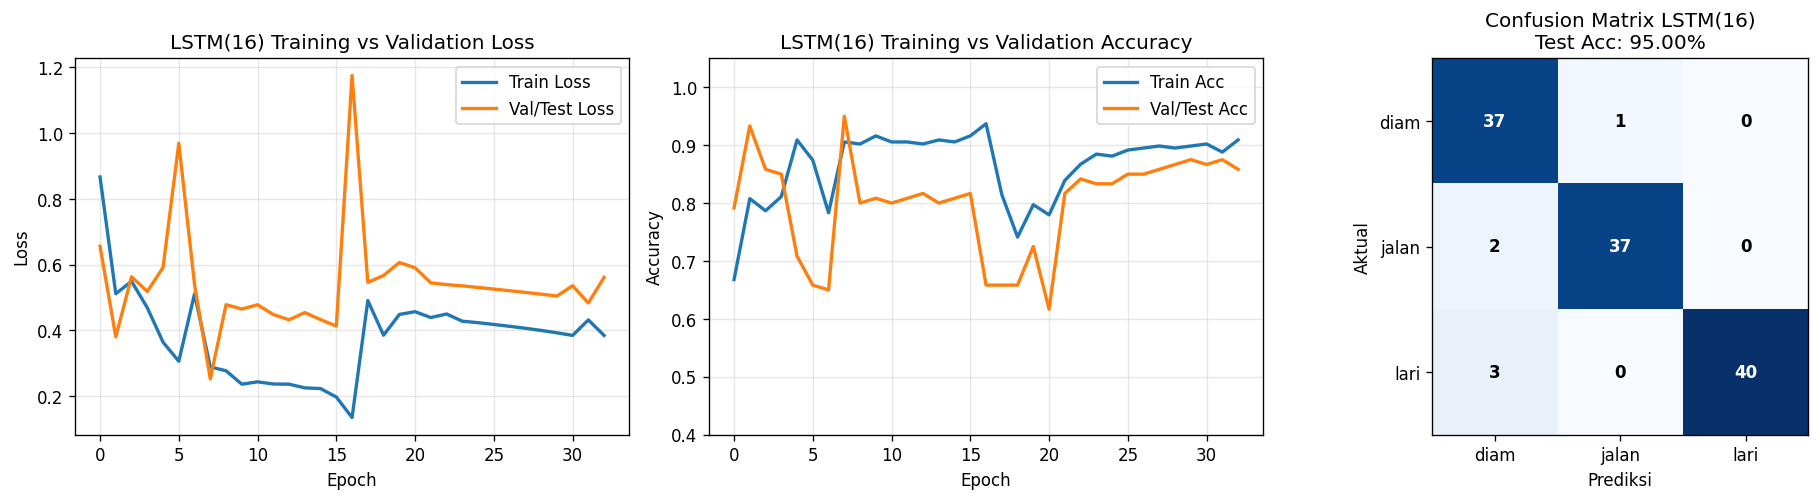 LSTM(16) Training vs Validation Loss
1.2
1.0
0.8
0.6
0.4
0.2
Loss
Train Loss
Val/Test Loss
0 5 10 15 20 25 30
Epoch
LSTM(16) Training vs Validation Accuracy
1.0
0.9
0.8
0.7
0.6
0.5
0.4
Accuracy
Train Acc
Val/Test Acc
0 5 10 15 20 25 30
Epoch
Confusion Matrix LSTM(16)
Test Acc: 95.00%
Aktual
diam 37 1 0
jalan 2 37 0
lari 3 0 40
diam jalan lari
Prediksi